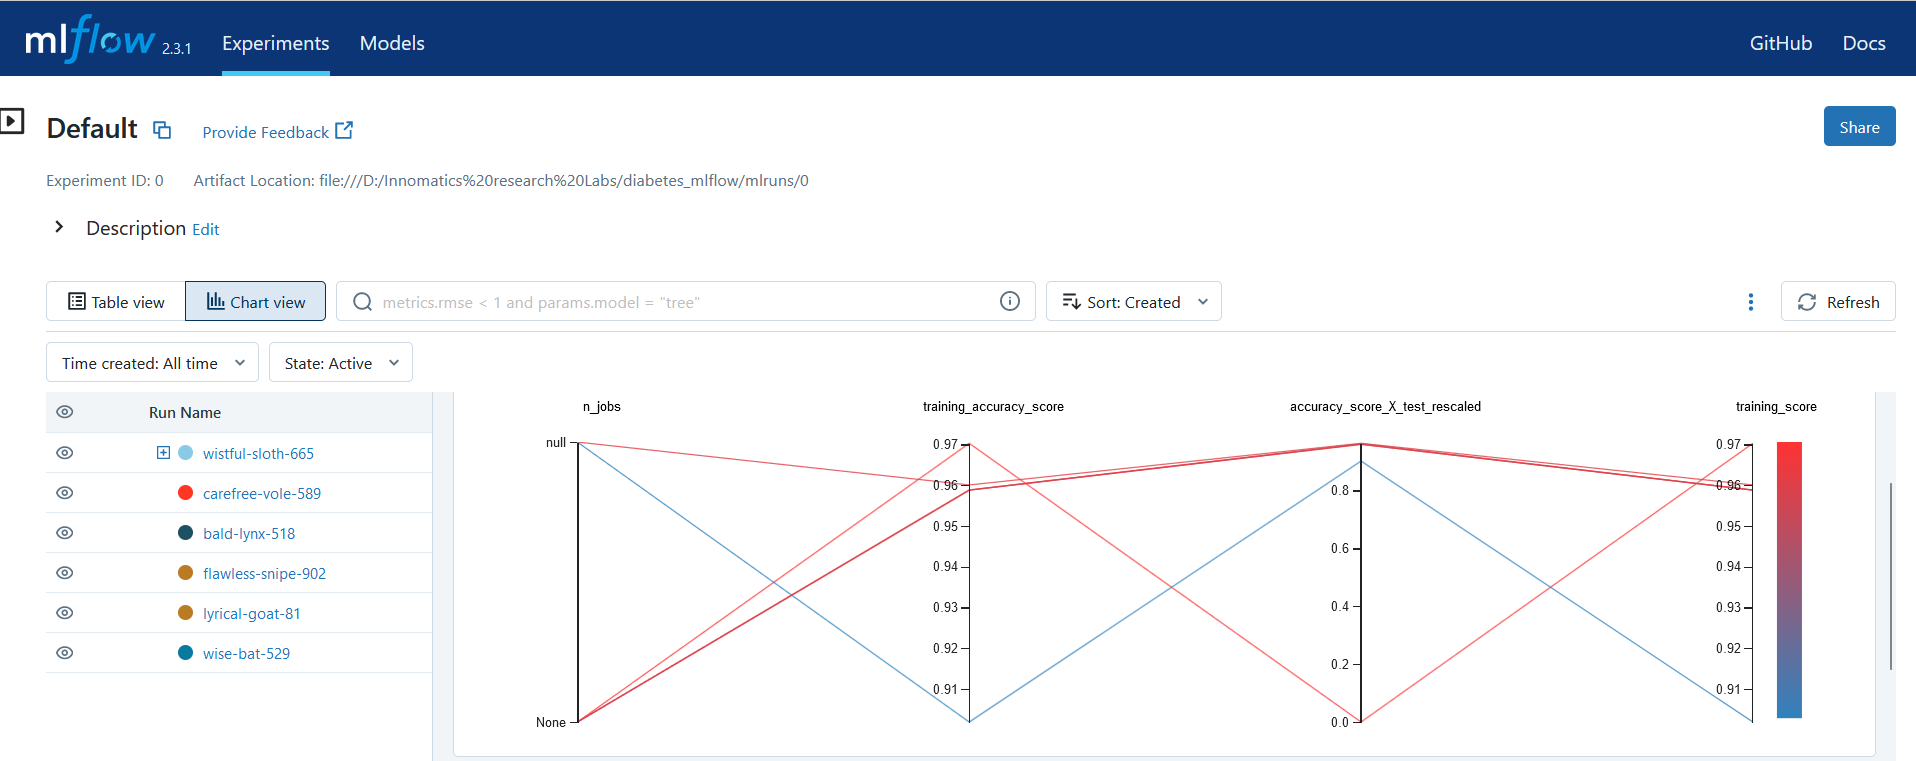 mlflow 2.3.1 Experiments Models GitHub Docs
Default Provide Feedback Share
Experiment ID: 0 Artifact Location: file:///D:/Innomatics%20research%20Labs/diabetes_mlflow/mlruns/0
Description Edit
Table view Chart view metrics.rmse < 1 and params.model = "tree" Sort: Created Refresh
Time created: All time State: Active
Run Name
wistful-sloth-665
carefree-vole-589
bald-lynx-518
flawless-snipe-902
lyrical-goat-81
wise-bat-529
n_jobs training_accuracy_score accuracy_score_X_test_rescaled training_score
null
None
0.97
0.96
0.95
0.94
0.93
0.92
0.91
0.8
0.6
0.4
0.2
0.0
0.97
0.96
0.95
0.94
0.93
0.92
0.91